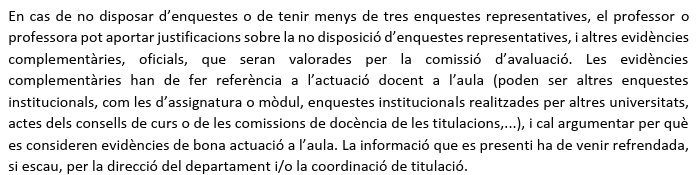 En cas de no disposar d’enquestes o de tenir menys de tres enquestes representatives, el professor o
professora pot aportar justificacions sobre la no disposició d’enquestes representatives, i altres evidències
complementàries, oficials, que seran valorades per la comissió d’avaluació. Les evidències
complementàries han de fer referència a l’actuació docent a l’aula (poden ser altres enquestes
institucionals, com les d’assignatura o mòdul, enquestes institucionals realitzades per altres universitats,
actes dels consells de curs o de les comissions de docència de les titulacions,...), i cal argumentar per què
es consideren evidències de bona actuació a l’aula. La informació que es presenti ha de venir refrendada,
si escau, per la direcció del departament i/o la coordinació de titulació.